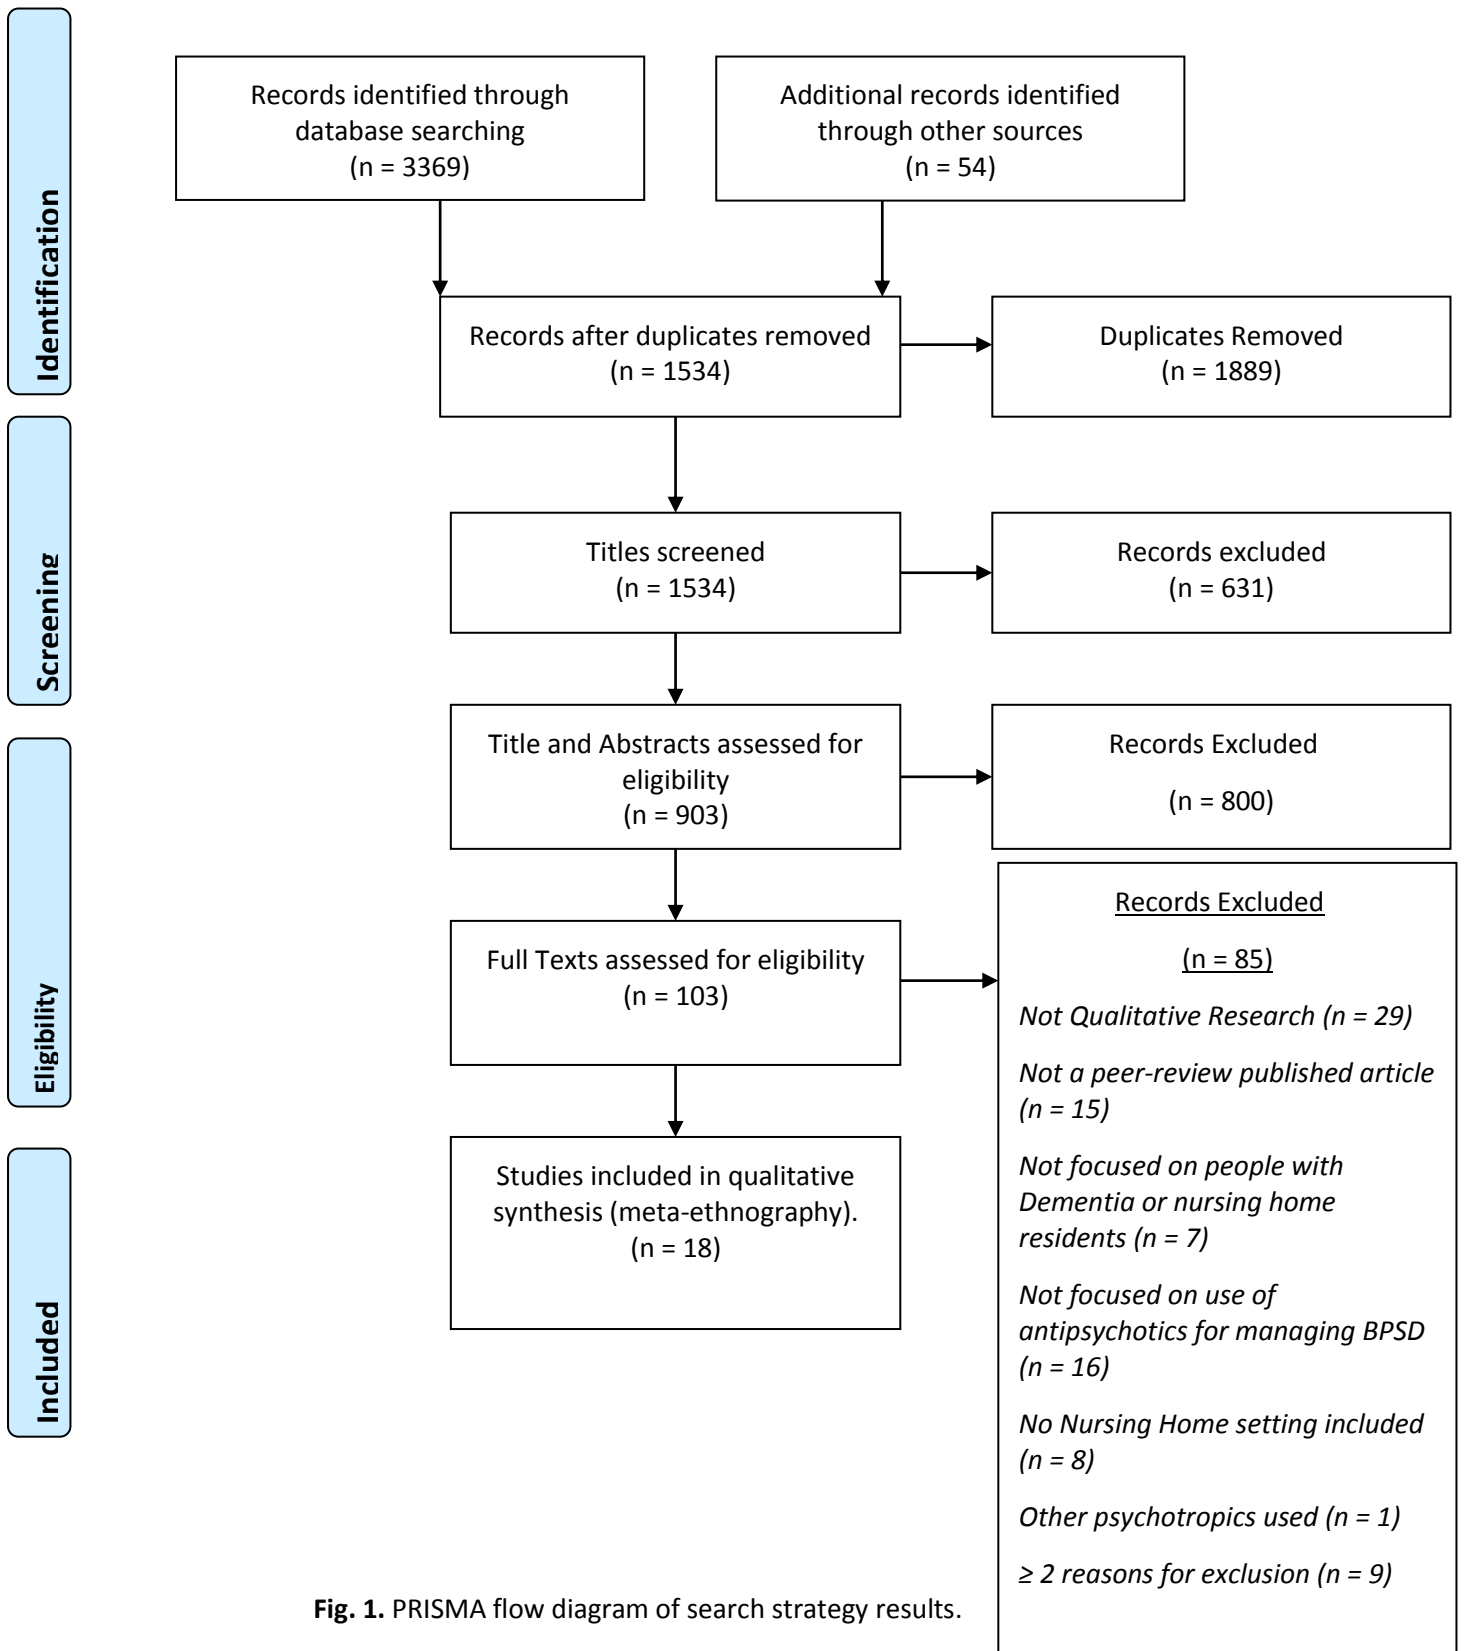 Identification
Records identified through
database searching
(n = 3369)
Additional records identified
through other sources
(n = 54)
Records after duplicates removed
(n = 1534)
Duplicates Removed
(n = 1889)
Screening
Titles screened
(n = 1534)
Records excluded
(n = 631)
Eligibility
Title and Abstracts assessed for
eligibility
(n = 903)
Records Excluded
(n = 800)
Full Texts assessed for eligibility
(n = 103)
Records Excluded
(n = 85)
Not Qualitative Research (n = 29)
Not a peer-review published article
(n = 15)
Not focused on people with
Dementia or nursing home
residents (n = 7)
Not focused on use of
antipsychotics for managing BPSD
(n = 16)
No Nursing Home setting included
(n = 8)
Other psychotropics used (n = 1)
≥ 2 reasons for exclusion (n = 9)
Included
Studies included in qualitative
synthesis (meta-ethnography).
(n = 18)
Fig. 1. PRISMA flow diagram of search strategy results.